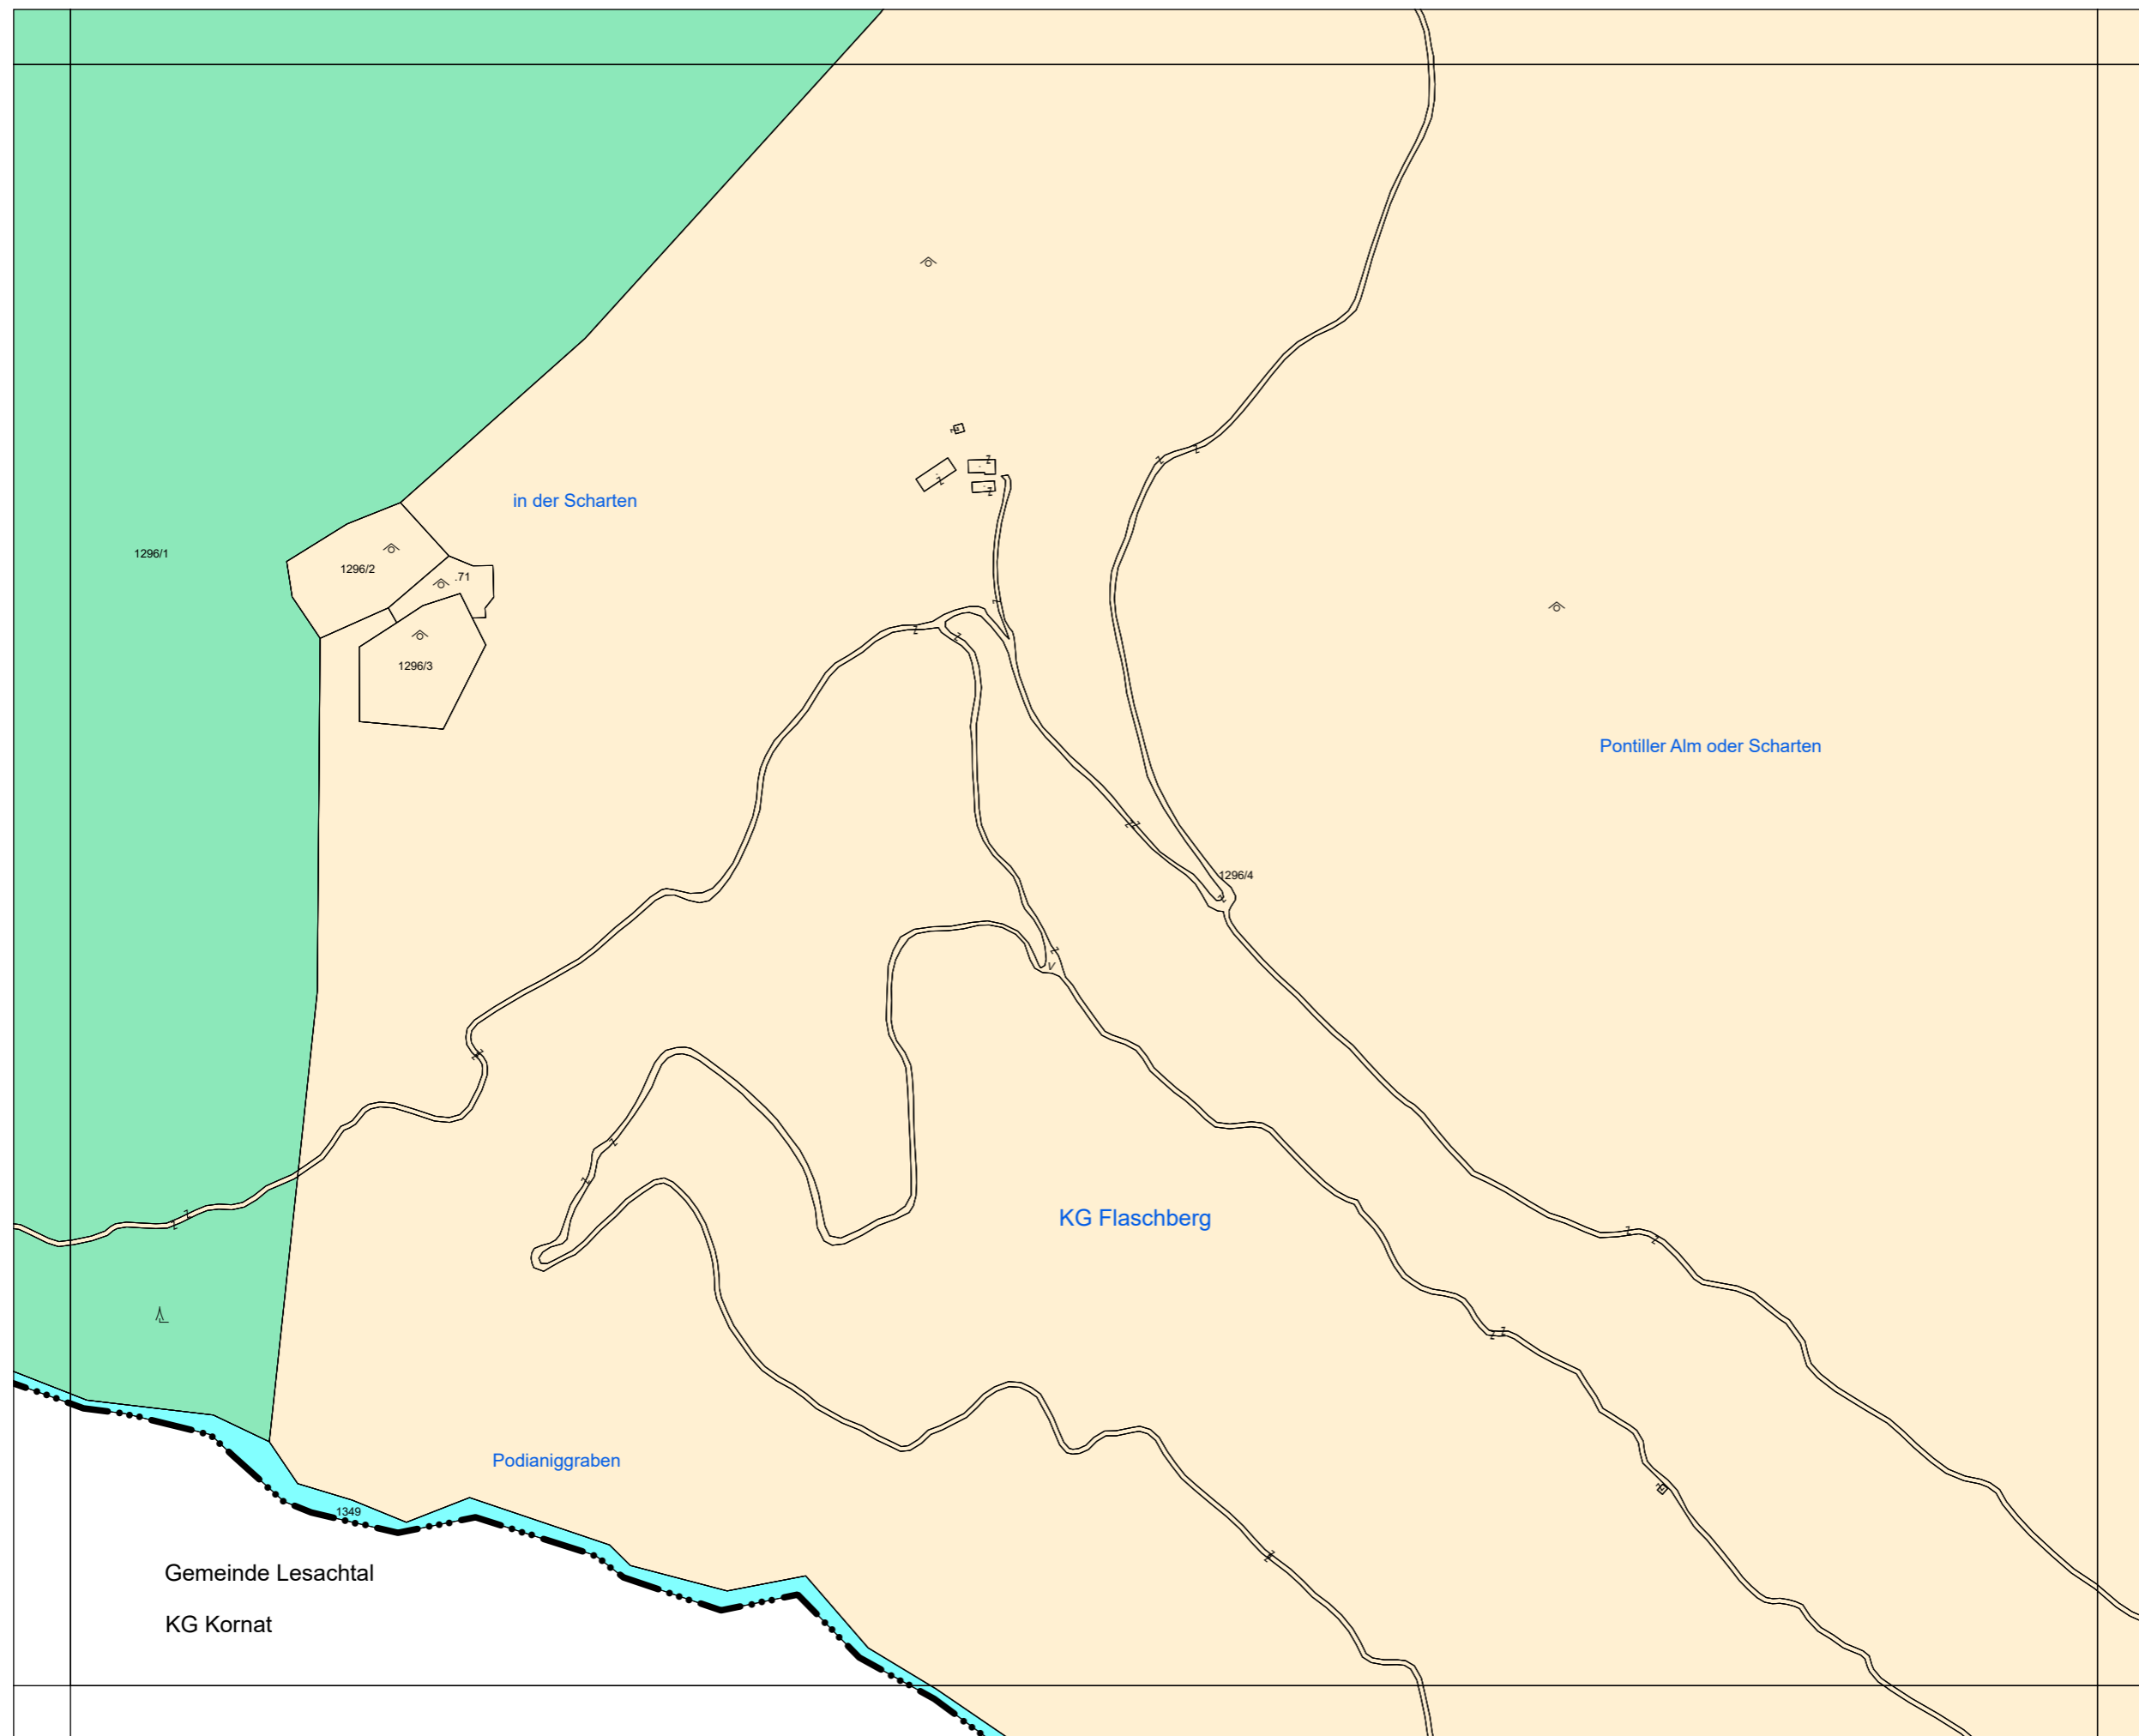 in der Scharten
1296/1
1296/2
.71
1296/3
Pontiller Alm oder Scharten
1296/4
KG Flaschberg
Podianiggraben
1349
Gemeinde Lesachtal
KG Kornat